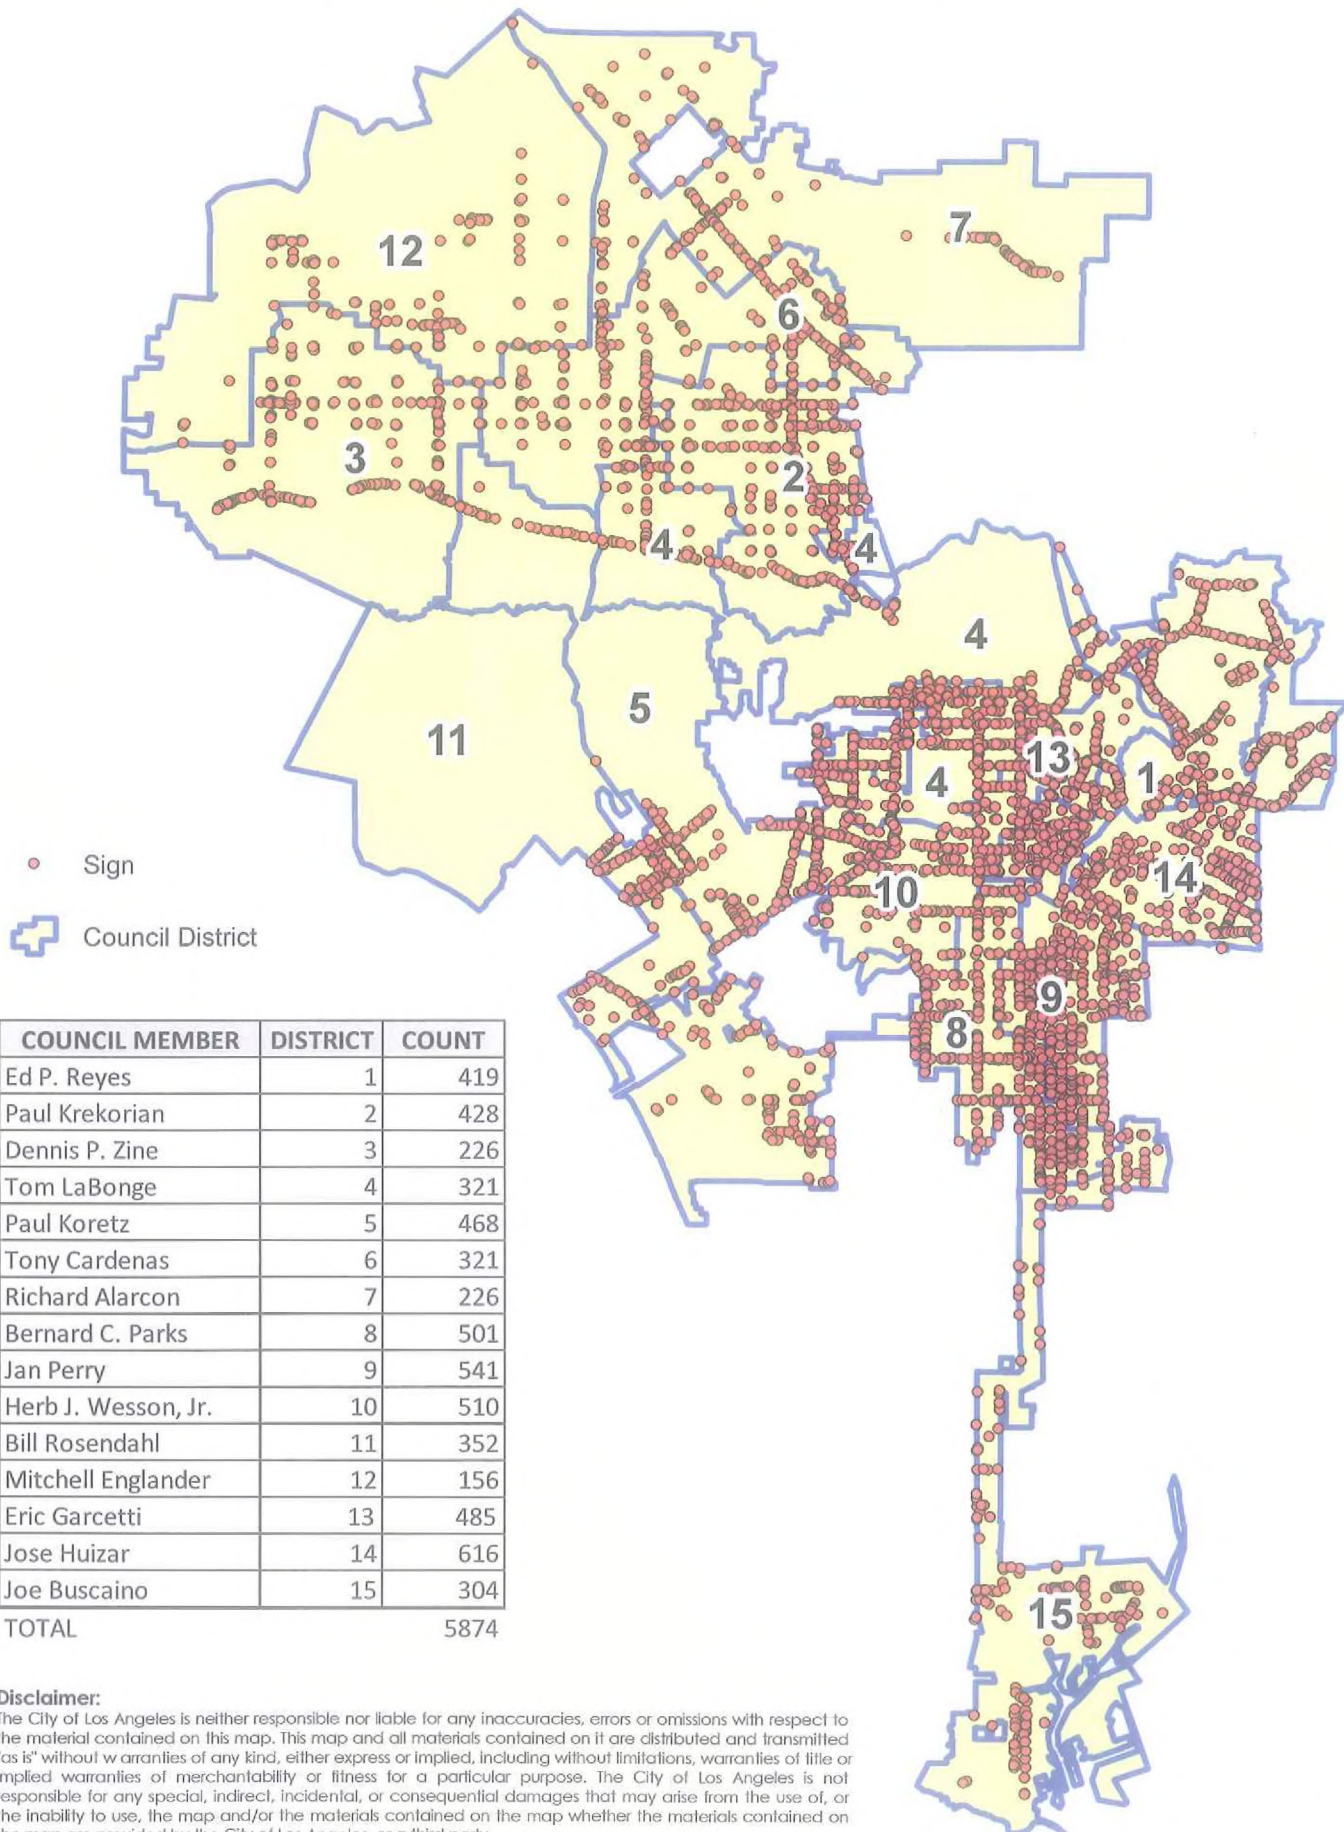 12
7
6
3
2
4
4
4
5
11
13
4
1
14
10
9
8
15
Sign
Council District
COUNCIL MEMBER DISTRICT COUNT
Ed P. Reyes 1 419
Paul Krekorian 2 428
Dennis P. Zine 3 226
Tom LaBonge 4 321
Paul Koretz 5 468
Tony Cardenas 6 321
Richard Alarcon 7 226
Bernard C. Parks 8 501
Jan Perry 9 541
Herb J. Wesson, Jr. 10 510
Bill Rosendahl 11 352
Mitchell Englander 12 156
Eric Garcetti 13 485
Jose Huizar 14 616
Joe Buscaino 15 304
TOTAL 5874
Disclaimer:
The City of Los Angeles is neither responsible nor liable for any inaccuracies, errors or omissions with respect to
the material contained on this map. This map and all materials contained on it are distributed and transmitted
"as is" without w arranties of any kind, either express or implied, including without limitations, warranties of title or
implied warranties of merchantability or fitness for a particular purpose. The City of Los Angeles is not
responsible for any special, indirect, incidental, or consequential damages that may arise from the use of, or
the inability to use, the map and/or the materials contained on the map whether the materials contained on